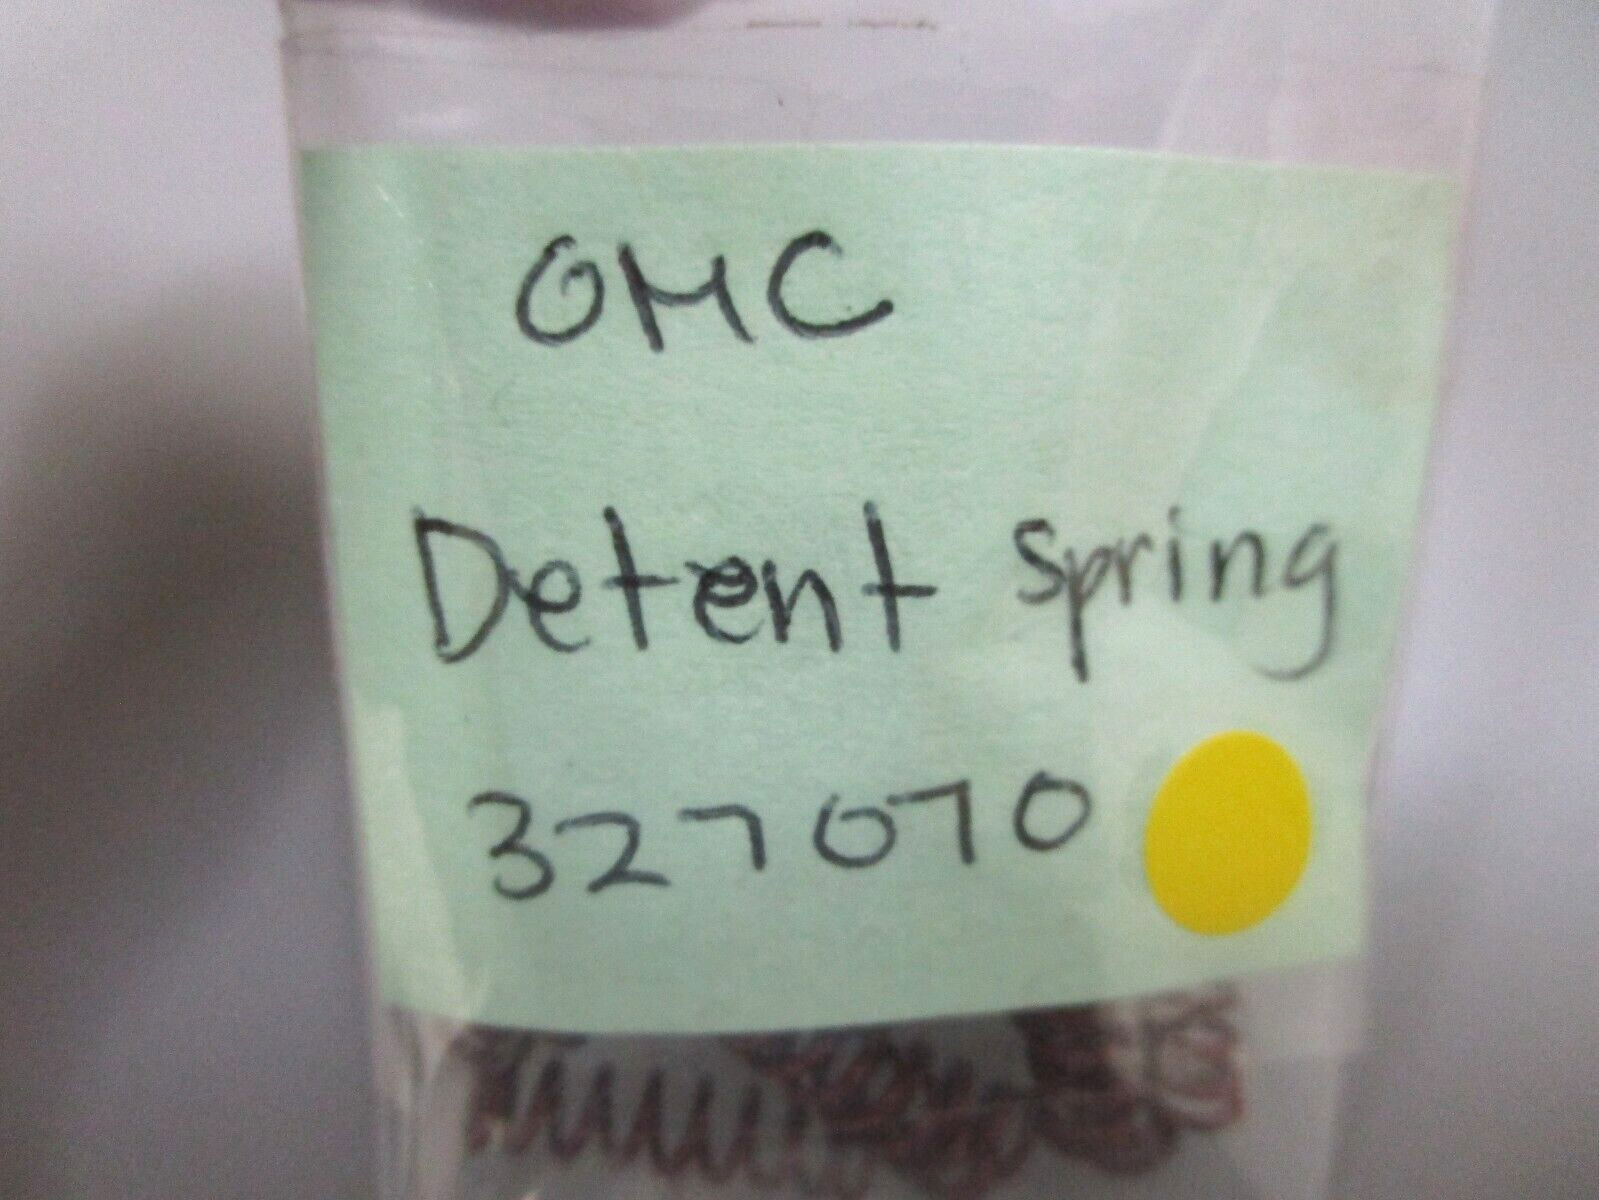 OMC
Detent Spring
327070